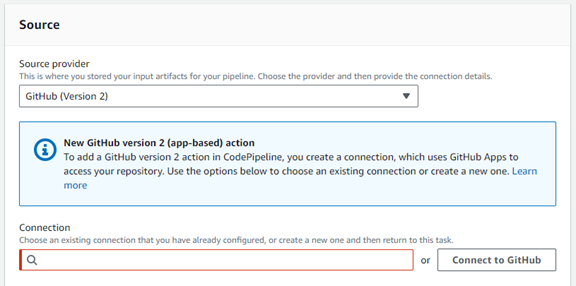 Source
Source provider
This is where you stored your input artifacts for your pipeline. Choose the provider and then provide the connection details.
GitHub (Version 2)
New GitHub version 2 (app-based) action
To add a GitHub version 2 action in CodePipeline, you create a connection, which uses GitHub Apps to
access your repository. Use the options below to choose an existing connection or create a new one. Learn
more
Connection
Choose an existing connection that you have already configured, or create a new one and then return to this task.
or Connect to GitHub